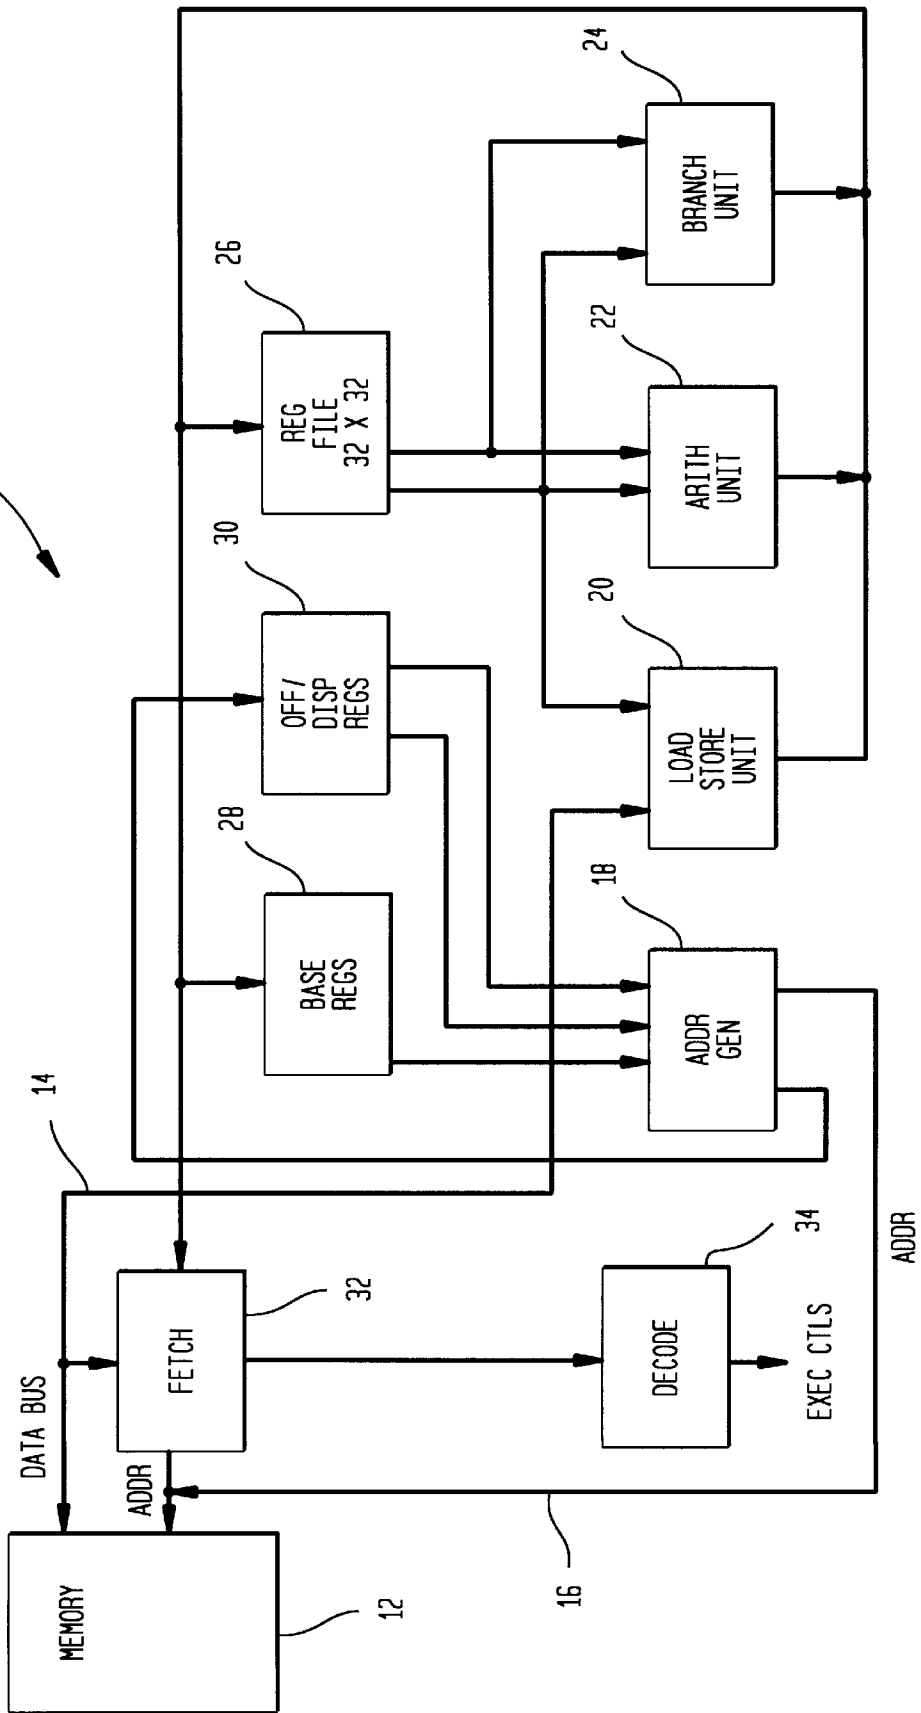 MEMORY
12
DATA BUS
14
ADDR
FETCH
32
16
DECODE
34
EXEC CTLS
ADDR
BASE
REGS
28
OFF/
DISP
REGS
30
REG
FILE
32 X 32
26
ADDR
GEN
18
LOAD
STORE
UNIT
20
ARITH
UNIT
22
BRANCH
UNIT
24